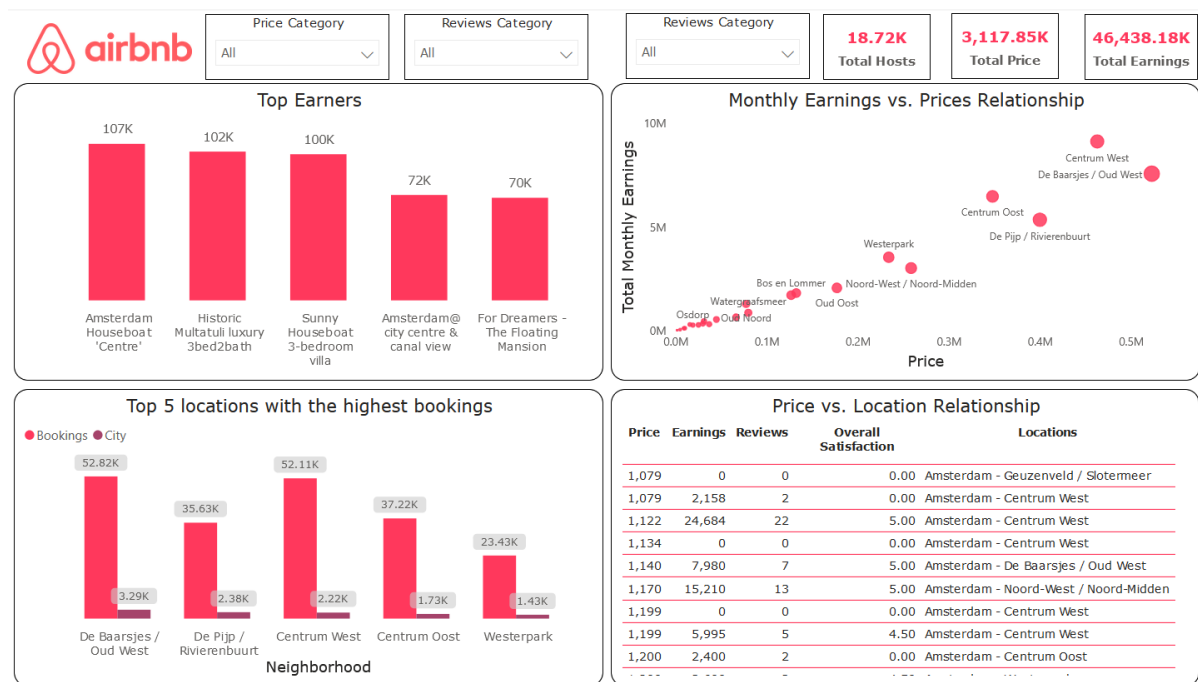 airbnb
Price Category
All
Reviews Category
All
Reviews Category
All
18.72K
Total Hosts
3,117.85K
Total Price
46,438.18K
Total Earnings
Top Earners
107K
102K
100K
72K
70K
Amsterdam
Houseboat
'Centre'
Historic
Multatuli luxury
3bed2bath
Sunny
Houseboat
3-bedroom
villa
Amsterdam@
city centre &
canal view
For Dreamers -
The Floating
Mansion
Monthly Earnings vs. Prices Relationship
Total Monthly Earnings
10M
5M
0M
Centrum West
De Baarsjes / Oud West
Centrum Oost
De Pijp / Rivierenbuurt
Westerpark
Noord-West / Noord-Midden
Bos en Lommer
Oud Oost
Watergraafsmeer
Osdorp
Oud Noord
0.0M 0.1M 0.2M 0.3M 0.4M 0.5M
Price
Top 5 locations with the highest bookings
Bookings City
52.82K
35.63K
52.11K
37.22K
23.43K
3.29K
2.38K
2.22K
1.73K
1.43K
De Baarsjes /
Oud West
De Pijp /
Rivierenbuurt
Centrum West
Centrum Oost
Westerpark
Neighborhood
Price vs. Location Relationship
Price Earnings Reviews Overall Satisfaction Locations
1,079 0 0 0.00 Amsterdam - Geuzenveld / Slotermeer
1,079 2,158 2 0.00 Amsterdam - Centrum West
1,122 24,684 22 5.00 Amsterdam - Centrum West
1,134 0 0 0.00 Amsterdam - Centrum West
1,140 7,980 7 5.00 Amsterdam - De Baarsjes / Oud West
1,170 15,210 13 5.00 Amsterdam - Noord-West / Noord-Midden
1,199 0 0 0.00 Amsterdam - Centrum West
1,199 5,995 5 4.50 Amsterdam - Centrum West
1,200 2,400 2 0.00 Amsterdam - Centrum Oost